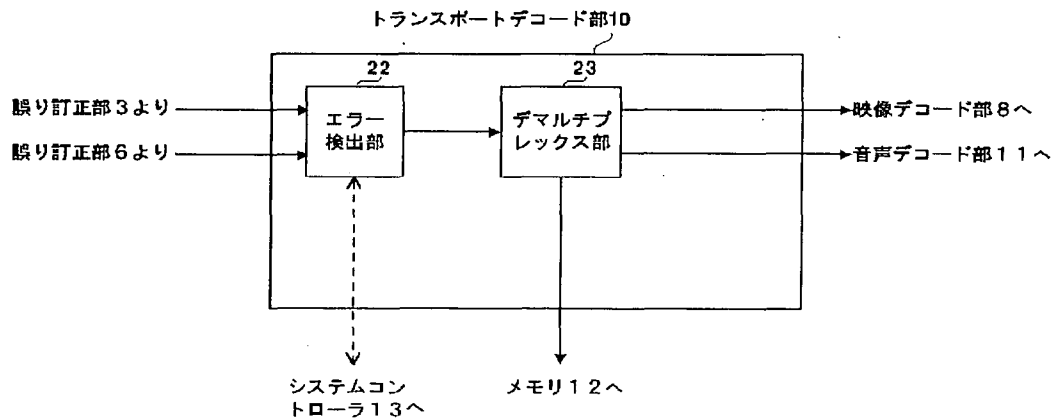 トランスポートデコード部10
22
23
誤り訂正部3より
エラー
検出部
デマルチプ
レックス部
映像デコード部8へ
誤り訂正部6より
音声デコード部11へ
システムコン
トローラ13へ
メモリ12へ